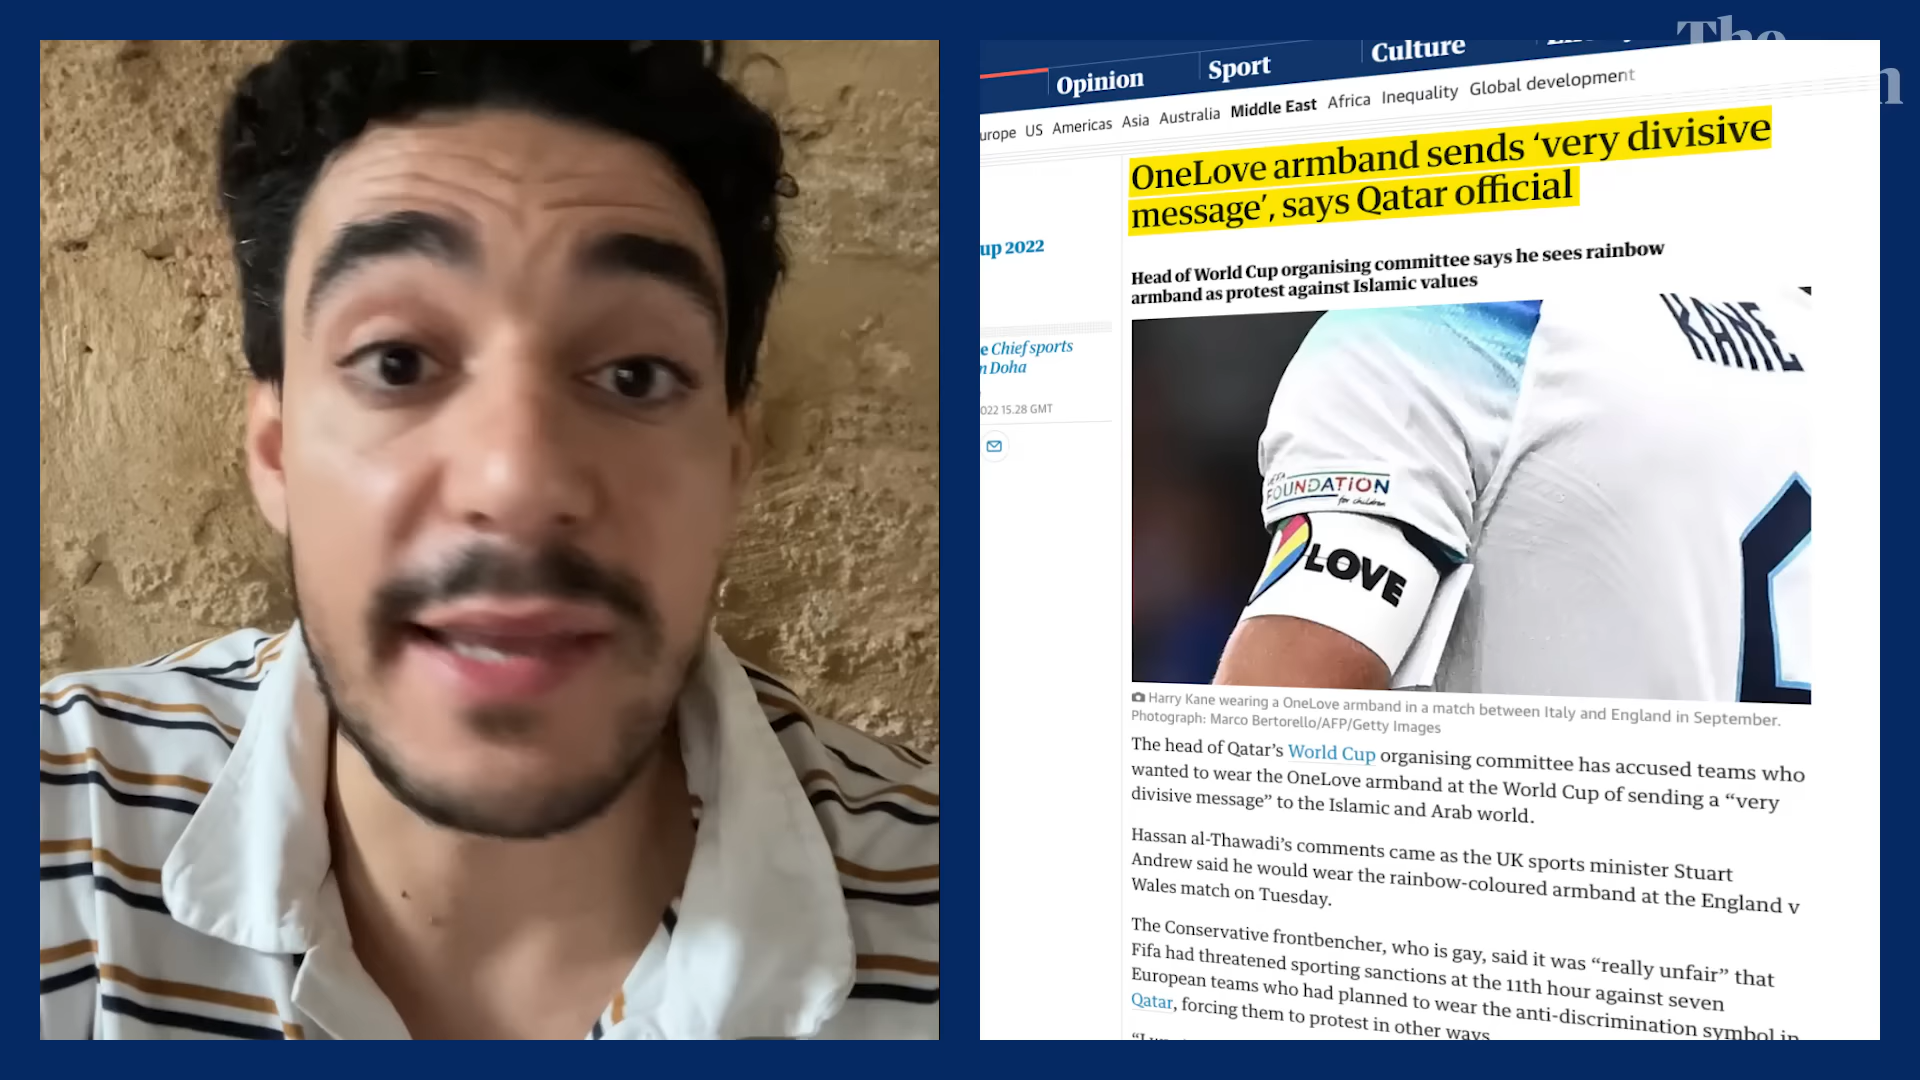 The
n
Opinion
Sport
Culture
urope US Americas Asia Australia Middle East Africa Inequality Global development
OneLove armband sends ‘very divisive
message’, says Qatar official
up 2022
Head of World Cup organising committee says he sees rainbow
armband as protest against Islamic values
e Chief sports
n Doha
022 15.28 GMT
KANE
FOUNDATION
for children
LOVE
Harry Kane wearing a OneLove armband in a match between Italy and England in September.
Photograph: Marco Bertorello/AFP/Getty Images
The head of Qatar’s World Cup organising committee has accused teams who
wanted to wear the OneLove armband at the World Cup of sending a “very
divisive message” to the Islamic and Arab world.
Hassan al-Thawadi’s comments came as the UK sports minister Stuart
Andrew said he would wear the rainbow-coloured armband at the England v
Wales match on Tuesday.
The Conservative frontbencher, who is gay, said it was “really unfair” that
Fifa had threatened sporting sanctions at the 11th hour against seven
European teams who had planned to wear the anti-discrimination symbol in
Qatar, forcing them to protest in other ways.